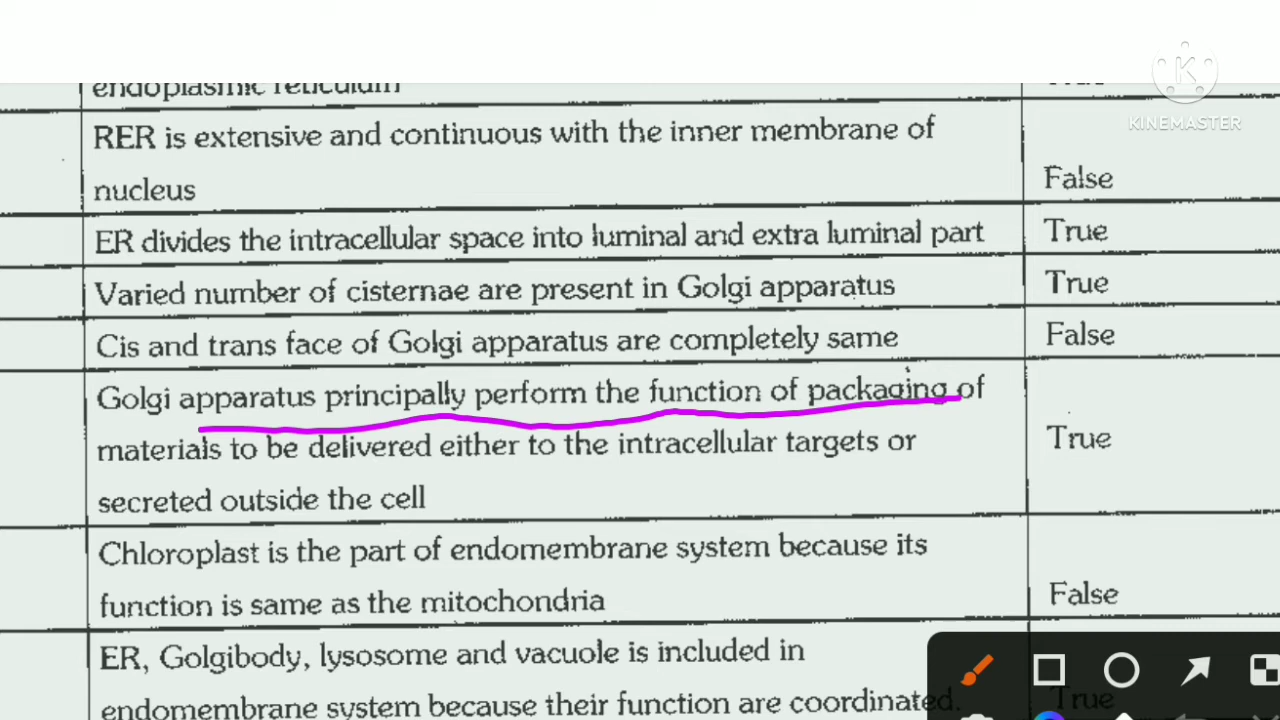 endoplasmic reticulum
True
KINEMASTER
RER is extensive and continuous with the inner membrane of
nucleus
False
ER divides the intracellular space into luminal and extra luminal part
True
Varied number of cisternae are present in Golgi apparatus
True
Cis and trans face of Golgi apparatus are completely same
False
Golgi apparatus principally perform the function of packaging of
materials to be delivered either to the intracellular targets or
secreted outside the cell
True
Chloroplast is the part of endomembrane system because its
function is same as the mitochondria
False
ER, Golgibody, lysosome and vacuole is included in
endomembrane system because their function are coordinated.
True